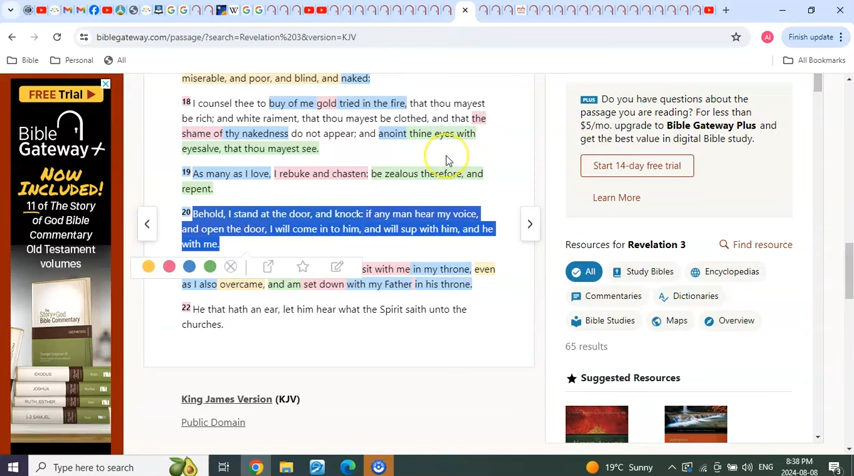 biblegateway.com/passage/?search=Revelation%203&version=KJV
AI
Finish update
Bible
Personal
All
All Bookmarks
FREE Trial
BIBLE
GATEWAY+
NOW
INCLUDED!
11 of The Story
of God Bible
Commentary
Old Testament
volumes
miserable, and poor, and blind, and naked:
18 I counsel thee to buy of me gold tried in the fire, that thou mayest
be rich; and white raiment, that thou mayest be clothed, and that the
shame of thy nakedness do not appear; and anoint thine eyes with
eyesalve, that thou mayest see.
19 As many as I love, I rebuke and chasten: be zealous therefore, and
repent.
20 Behold, I stand at the door, and knock: if any man hear my voice,
and open the door, I will come in to him, and will sup with him, and he
with me.
sit with me in my throne, even
as I also overcame, and am set down with my Father in his throne.
22 He that hath an ear, let him hear what the Spirit saith unto the
churches.
King James Version (KJV)
Public Domain
PLUS Do you have questions about the
passage you are reading? For less than
$5/mo. upgrade to Bible Gateway Plus and
get the best value in digital Bible study.
Start 14-day free trial
Learn More
Resources for Revelation 3
Find resource
All
Study Bibles
Encyclopedias
Commentaries
Dictionaries
Bible Studies
Maps
Overview
65 results
Suggested Resources
Type here to search
19°C Sunny
ENG
8:38 PM
2024-08-08